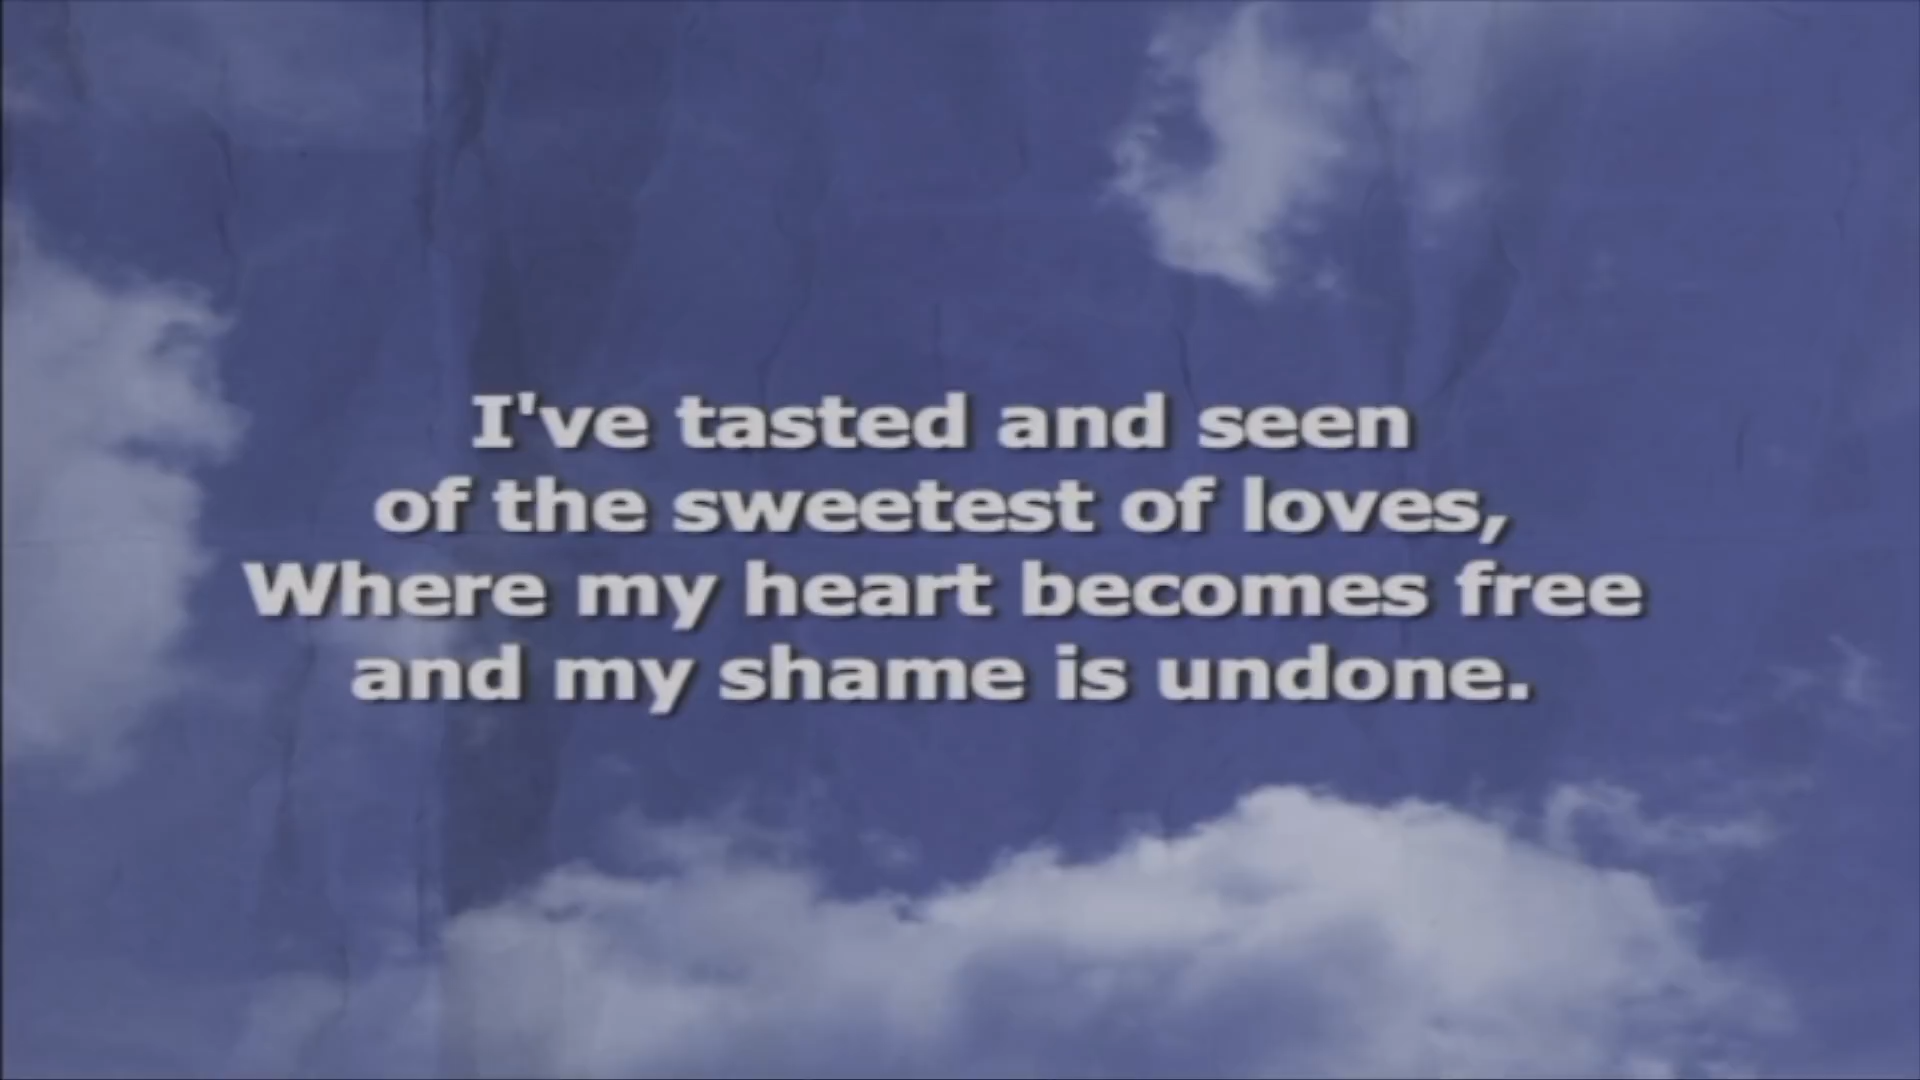 I've tasted and seen
of the sweetest of loves,
Where my heart becomes free
and my shame is undone.